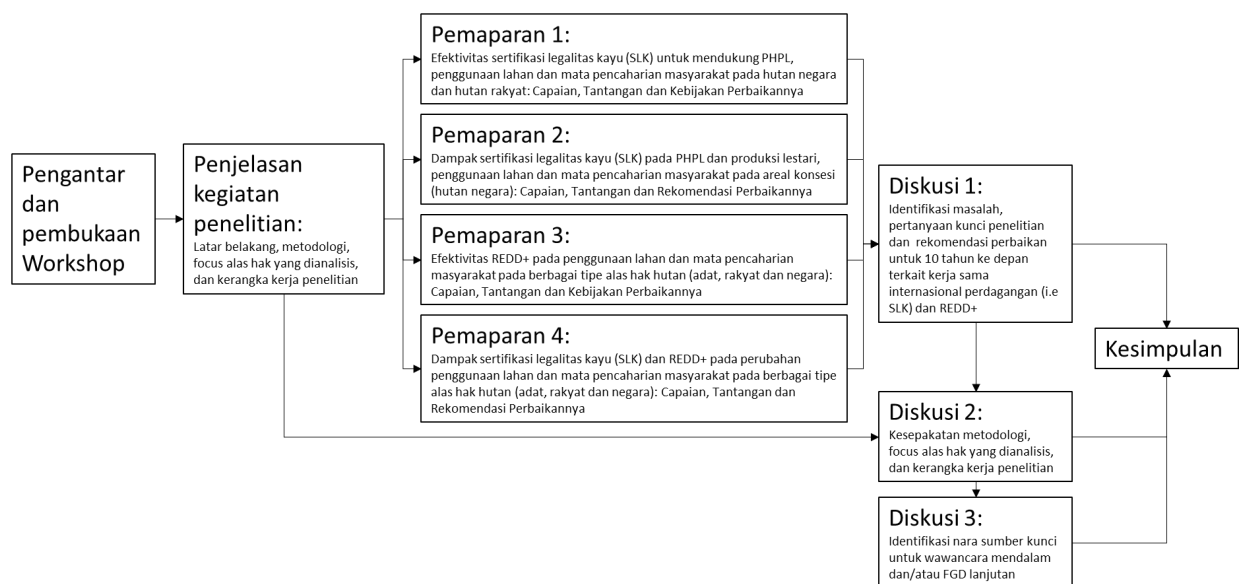 Pengantar
dan
pembukaan
Workshop
Penjelasan
kegiatan
penelitian:
Latar belakang, metodologi,
focus alas hak yang dianalisis,
dan kerangka kerja penelitian
Pemaparan 1:
Efektivitas sertifikasi legalitas kayu (SLK) untuk mendukung PHPL,
penggunaan lahan dan mata pencaharian masyarakat pada hutan negara
dan hutan rakyat: Capaian, Tantangan dan Kebijakan Perbaikannya
Pemaparan 2:
Dampak sertifikasi legalitas kayu (SLK) pada PHPL dan produksi lestari,
penggunaan lahan dan mata pencaharian masyarakat pada areal konsesi
(hutan negara): Capaian, Tantangan dan Rekomendasi Perbaikannya
Pemaparan 3:
Efektivitas REDD+ pada penggunaan lahan dan mata pencaharian
masyarakat pada berbagai tipe alas hak hutan (adat, rakyat dan negara):
Capaian, Tantangan dan Kebijakan Perbaikannya
Pemaparan 4:
Dampak sertifikasi legalitas kayu (SLK) dan REDD+ pada perubahan
penggunaan lahan dan mata pencaharian masyarakat pada berbagai tipe
alas hak hutan (adat, rakyat dan negara): Capaian, Tantangan dan
Rekomendasi Perbaikannya
Diskusi 1:
Identifikasi masalah,
pertanyaan kunci penelitian
dan rekomendasi perbaikan
untuk 10 tahun ke depan
terkait kerja sama
internasional perdagangan (i.e
SLK) dan REDD+
Diskusi 2:
Kesepakatan metodologi,
focus alas hak yang dianalisis,
dan kerangka kerja penelitian
Diskusi 3:
Identifikasi nara sumber kunci
untuk wawancara mendalam
dan/atau FGD lanjutan
Kesimpulan